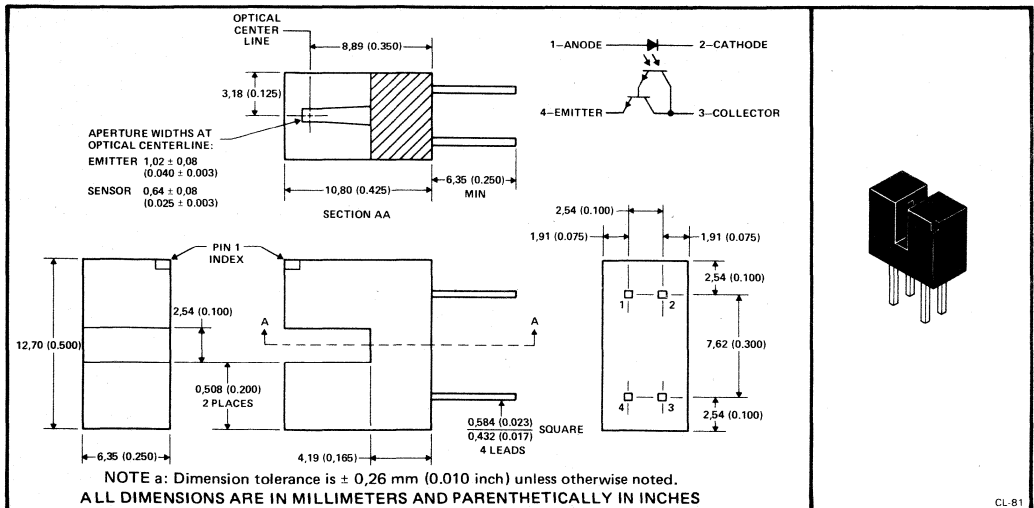 OPTICAL
CENTER
LINE
8,89 (0.350)
1–ANODE
2–CATHODE
3,18 (0.125)
4–EMITTER
3–COLLECTOR
APERTURE WIDTHS AT
OPTICAL CENTERLINE:
EMITTER 1,02 ± 0,08
(0.040 ± 0.003)
SENSOR 0,64 ± 0,08
(0.025 ± 0.003)
10,80 (0.425)
6,35 (0.250)
MIN
SECTION AA
2,54 (0.100)
1,91 (0.075)
1,91 (0.075)
PIN 1
INDEX
2,54 (0.100)
1
2
2,54 (0.100)
A
A
12,70 (0.500)
7,62 (0.300)
0,508 (0.200)
2 PLACES
4
3
2,54 (0.100)
0,584 (0.023)
0,432 (0.017)
SQUARE
4 LEADS
6,35 (0.250)
4,19 (0,165)
NOTE a: Dimension tolerance is ± 0,26 mm (0.010 inch) unless otherwise noted.
ALL DIMENSIONS ARE IN MILLIMETERS AND PARENTHETICALLY IN INCHES
CL-81